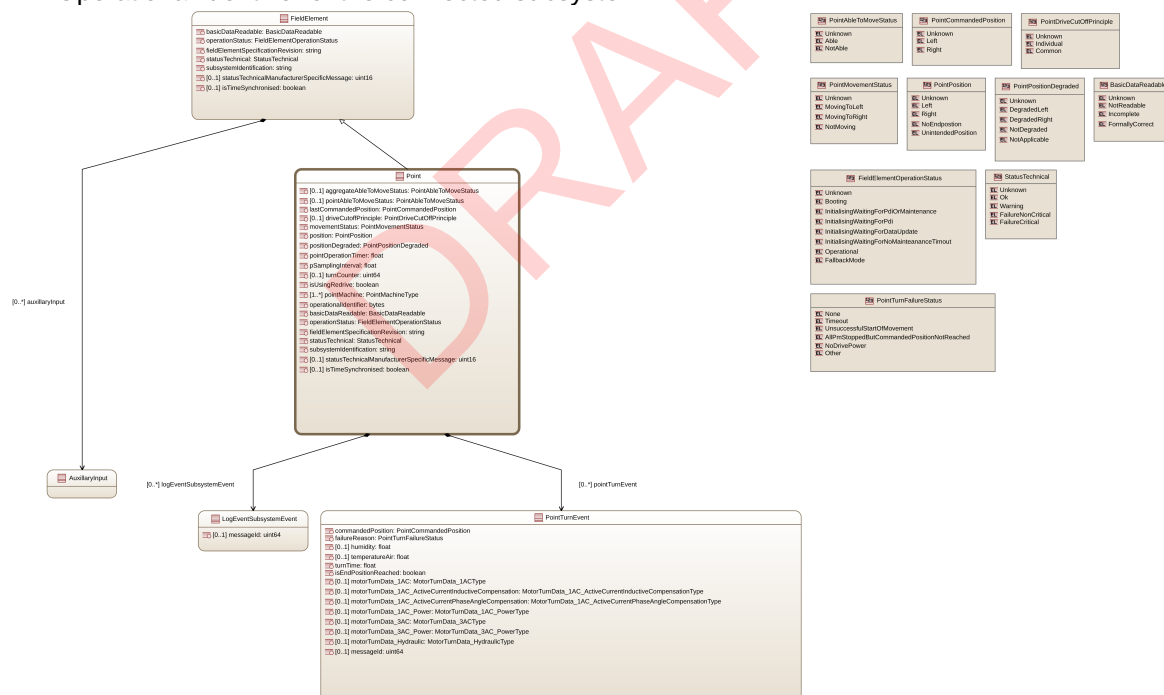 FieldElement
basicDataReadable: BasicDataReadable
operationStatus: FieldElementOperationStatus
fieldElementSpecificationRevision: string
statusTechnical: StatusTechnical
subsystemIdentification: string
[0..1] statusTechnicalManufacturerSpecificMessage: uint16
[0..1] isTimeSynchronised: boolean
Point
[0..1] aggregateAbleToMoveStatus: PointAbleToMoveStatus
[0..1] pointAbleToMoveStatus: PointAbleToMoveStatus
lastCommandedPosition: PointCommandedPosition
[0..1] driveCutoffPrinciple: PointDriveCutOffPrinciple
movementStatus: PointMovementStatus
position: PointPosition
positionDegraded: PointPositionDegraded
pointOperationTimer: float
pSamplingInterval: float
[0..1] turnCounter: uint64
isUsingRedrive: boolean
[1..*] pointMachine: PointMachineType
operationalIdentifier: bytes
basicDataReadable: BasicDataReadable
operationStatus: FieldElementOperationStatus
fieldElementSpecificationRevision: string
statusTechnical: StatusTechnical
subsystemIdentification: string
[0..1] statusTechnicalManufacturerSpecificMessage: uint16
[0..1] isTimeSynchronised: boolean
[0..*] auxillaryInput
AuxillaryInput
[0..*] logEventSubsystemEvent
[0..*] pointTurnEvent
LogEventSubsystemEvent
[0..1] messageId: uint64
PointTurnEvent
commandedPosition: PointCommandedPosition
failureReason: PointTurnFailureStatus
[0..1] humidity: float
[0..1] temperatureAir: float
turnTime: float
isEndPositionReached: boolean
[0..1] motorTurnData_1AC: MotorTurnData_1ACType
[0..1] motorTurnData_1AC_ActiveCurrentInductiveCompensation: MotorTurnData_1AC_ActiveCurrentInductiveCompensationType
[0..1] motorTurnData_1AC_ActiveCurrentPhaseAngleCompensation: MotorTurnData_1AC_ActiveCurrentPhaseAngleCompensationType
[0..1] motorTurnData_1AC_Power: MotorTurnData_1AC_PowerType
[0..1] motorTurnData_3AC: MotorTurnData_3ACType
[0..1] motorTurnData_3AC_Power: MotorTurnData_3AC_PowerType
[0..1] motorTurnData_Hydraulic: MotorTurnData_HydraulicType
[0..1] messageId: uint64
PointAbleToMoveStatus
Unknown
Able
NotAble
PointCommandedPosition
Unknown
Left
Right
PointDriveCutOffPrinciple
Unknown
Individual
Common
PointMovementStatus
Unknown
MovingToLeft
MovingToRight
NotMoving
PointPosition
Unknown
Left
Right
NoEndpostion
UnintendedPosition
PointPositionDegraded
Unknown
DegradedLeft
DegradedRight
NotDegraded
NotApplicable
BasicDataReadable
Unknown
NotReadable
Incomplete
FormallyCorrect
FieldElementOperationStatus
Unknown
Booting
InitialisingWaitingForPdiOrMaintenance
InitialisingWaitingForPdi
InitialisingWaitingForDataUpdate
InitialisingWaitingForNoMainteananceTimout
Operational
FallbackMode
StatusTechnical
Unknown
Ok
Warning
FailureNonCritical
FailureCritical
PointTurnFailureStatus
None
Timeout
UnsuccessfulStartOfMovement
AllPmStoppedButCommandedPositionNotReached
NoDrivePower
Other